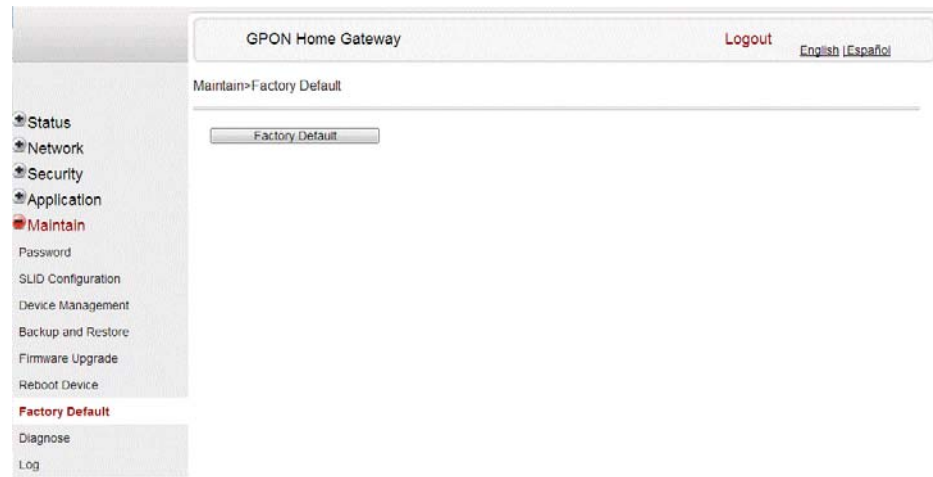 GPON Home Gateway
Logout
English | Español
Maintain>Factory Default
Factory Default
Status
Network
Security
Application
Maintain
Password
SLID Configuration
Device Management
Backup and Restore
Firmware Upgrade
Reboot Device
Factory Default
Diagnose
Log